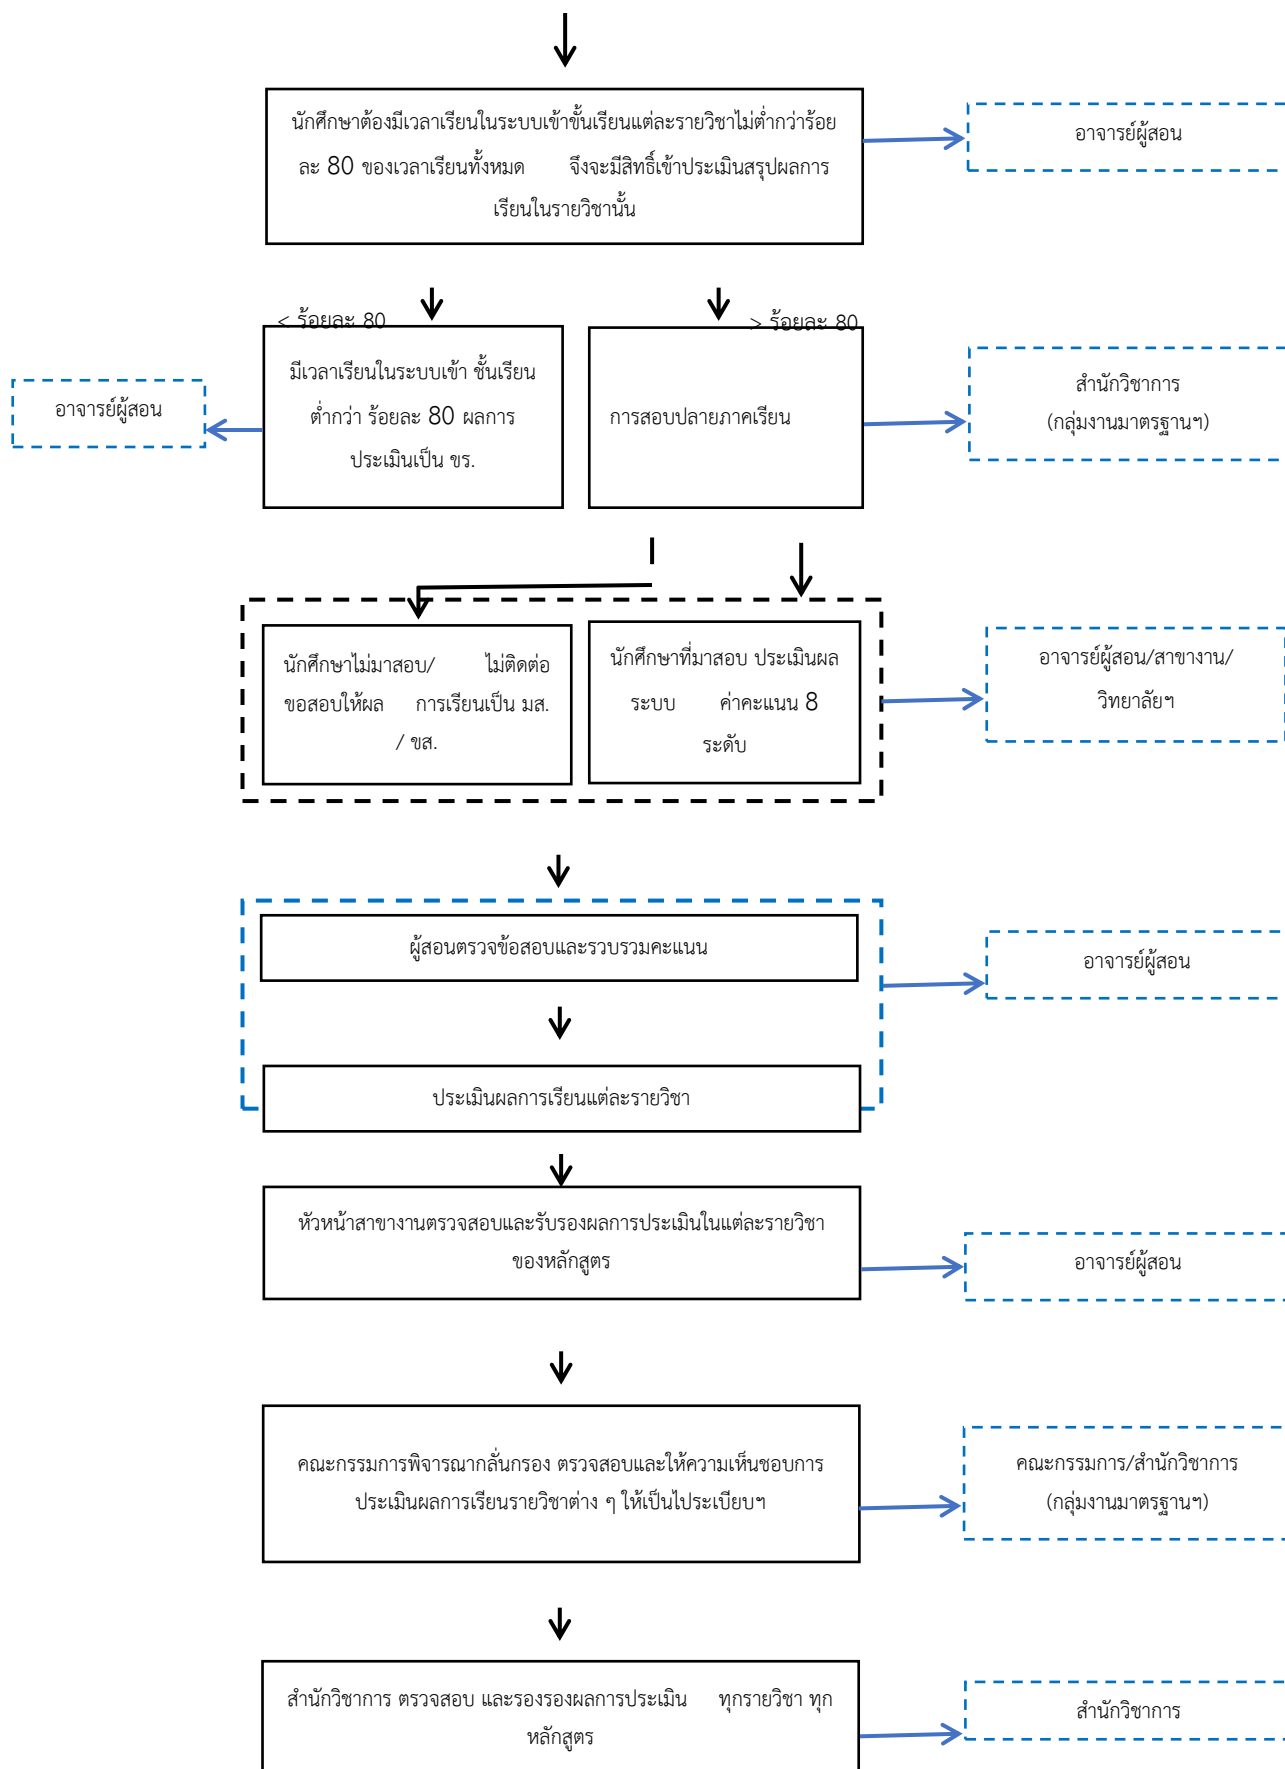 นักศึกษาต้องมีเวลาเรียนในระบบเข้าขั้นเรียนแต่ละรายวิชาไม่ต่ำกว่าร้อย
ละ 80 ของเวลาเรียนทั้งหมด จึงจะมีสิทธิ์เข้าประเมินสรุปผลการ
เรียนในรายวิชานั้น
อาจารย์ผู้สอน
< ร้อยละ 80
> ร้อยละ 80
มีเวลาเรียนในระบบเข้า ชั้นเรียน
ต่ำกว่า ร้อยละ 80 ผลการ
ประเมินเป็น ขร.
อาจารย์ผู้สอน
การสอบปลายภาคเรียน
สำนักวิชาการ
(กลุ่มงานมาตรฐานฯ)
นักศึกษาไม่มาสอบ/ ไม่ติดต่อ
ขอสอบให้ผล การเรียนเป็น มส.
/ ขส.
นักศึกษาที่มาสอบ ประเมินผล
ระบบ ค่าคะแนน 8
ระดับ
อาจารย์ผู้สอน/สาขางาน/
วิทยาลัยฯ
ผู้สอนตรวจข้อสอบและรวบรวมคะแนน
อาจารย์ผู้สอน
ประเมินผลการเรียนแต่ละรายวิชา
หัวหน้าสาขางานตรวจสอบและรับรองผลการประเมินในแต่ละรายวิชา
ของหลักสูตร
อาจารย์ผู้สอน
คณะกรรมการพิจารณากลั่นกรอง ตรวจสอบและให้ความเห็นชอบการ
ประเมินผลการเรียนรายวิชาต่าง ๆ ให้เป็นไประเบียบฯ
คณะกรรมการ/สำนักวิชาการ
(กลุ่มงานมาตรฐานฯ)
สำนักวิชาการ ตรวจสอบ และรองรองผลการประเมิน ทุกรายวิชา ทุก
หลักสูตร
สำนักวิชาการ